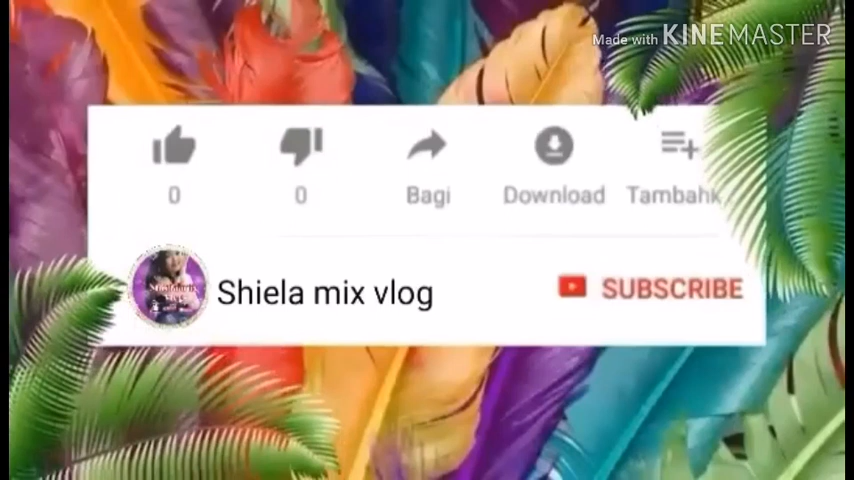 Made with KINEMASTER
0
0
Bagi
Download
Tambahk
Shiela mix vlog
SUBSCRIBE